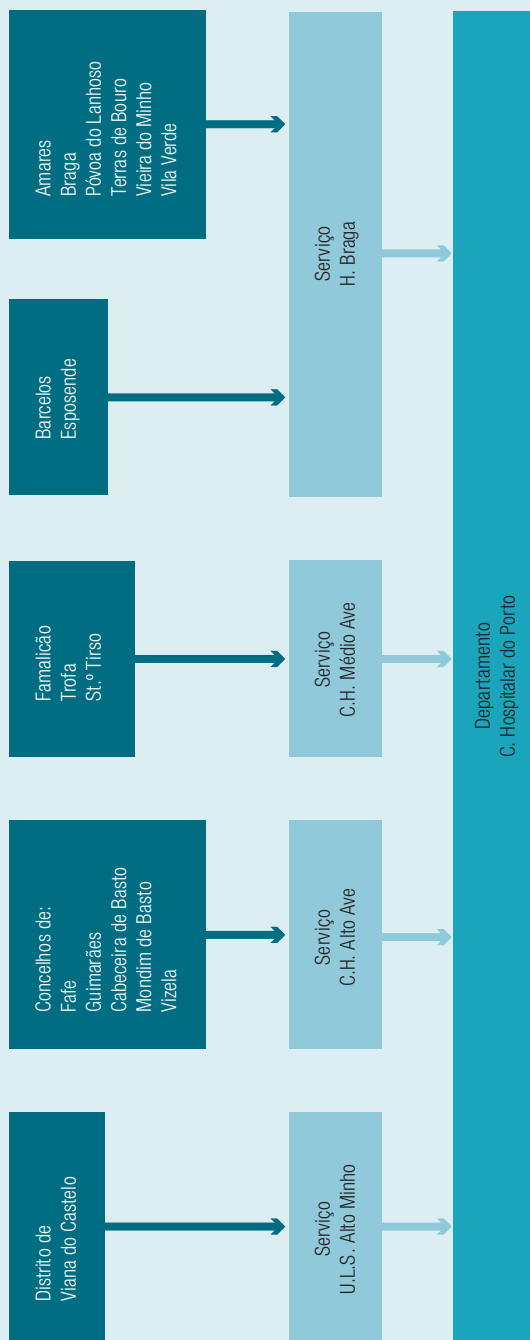 Distrito de
Viana do Castelo
Concelhos de:
Fafe
Guimarães
Cabeceira de Basto
Mondim de Basto
Vizela
Famalicão
Trofa
St.º Tirso
Barcelos
Esposende
Amares
Braga
Póvoa do Lanhoso
Terras de Bouro
Vieira do Minho
Vila Verde
Serviço
U.L.S. Alto Minho
Serviço
C.H. Alto Ave
Serviço
C.H. Médio Ave
Serviço
H. Braga
Departamento
C. Hospitalar do Porto